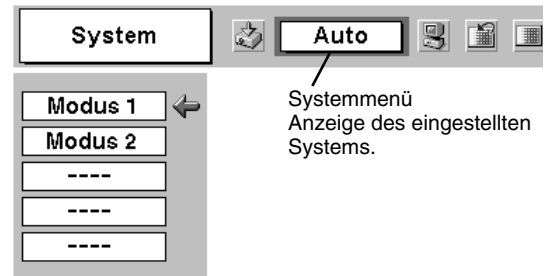 System
Auto
Systemmenü
Anzeige des eingestellten
Systems.
Modus 1
Modus 2
----
----
----